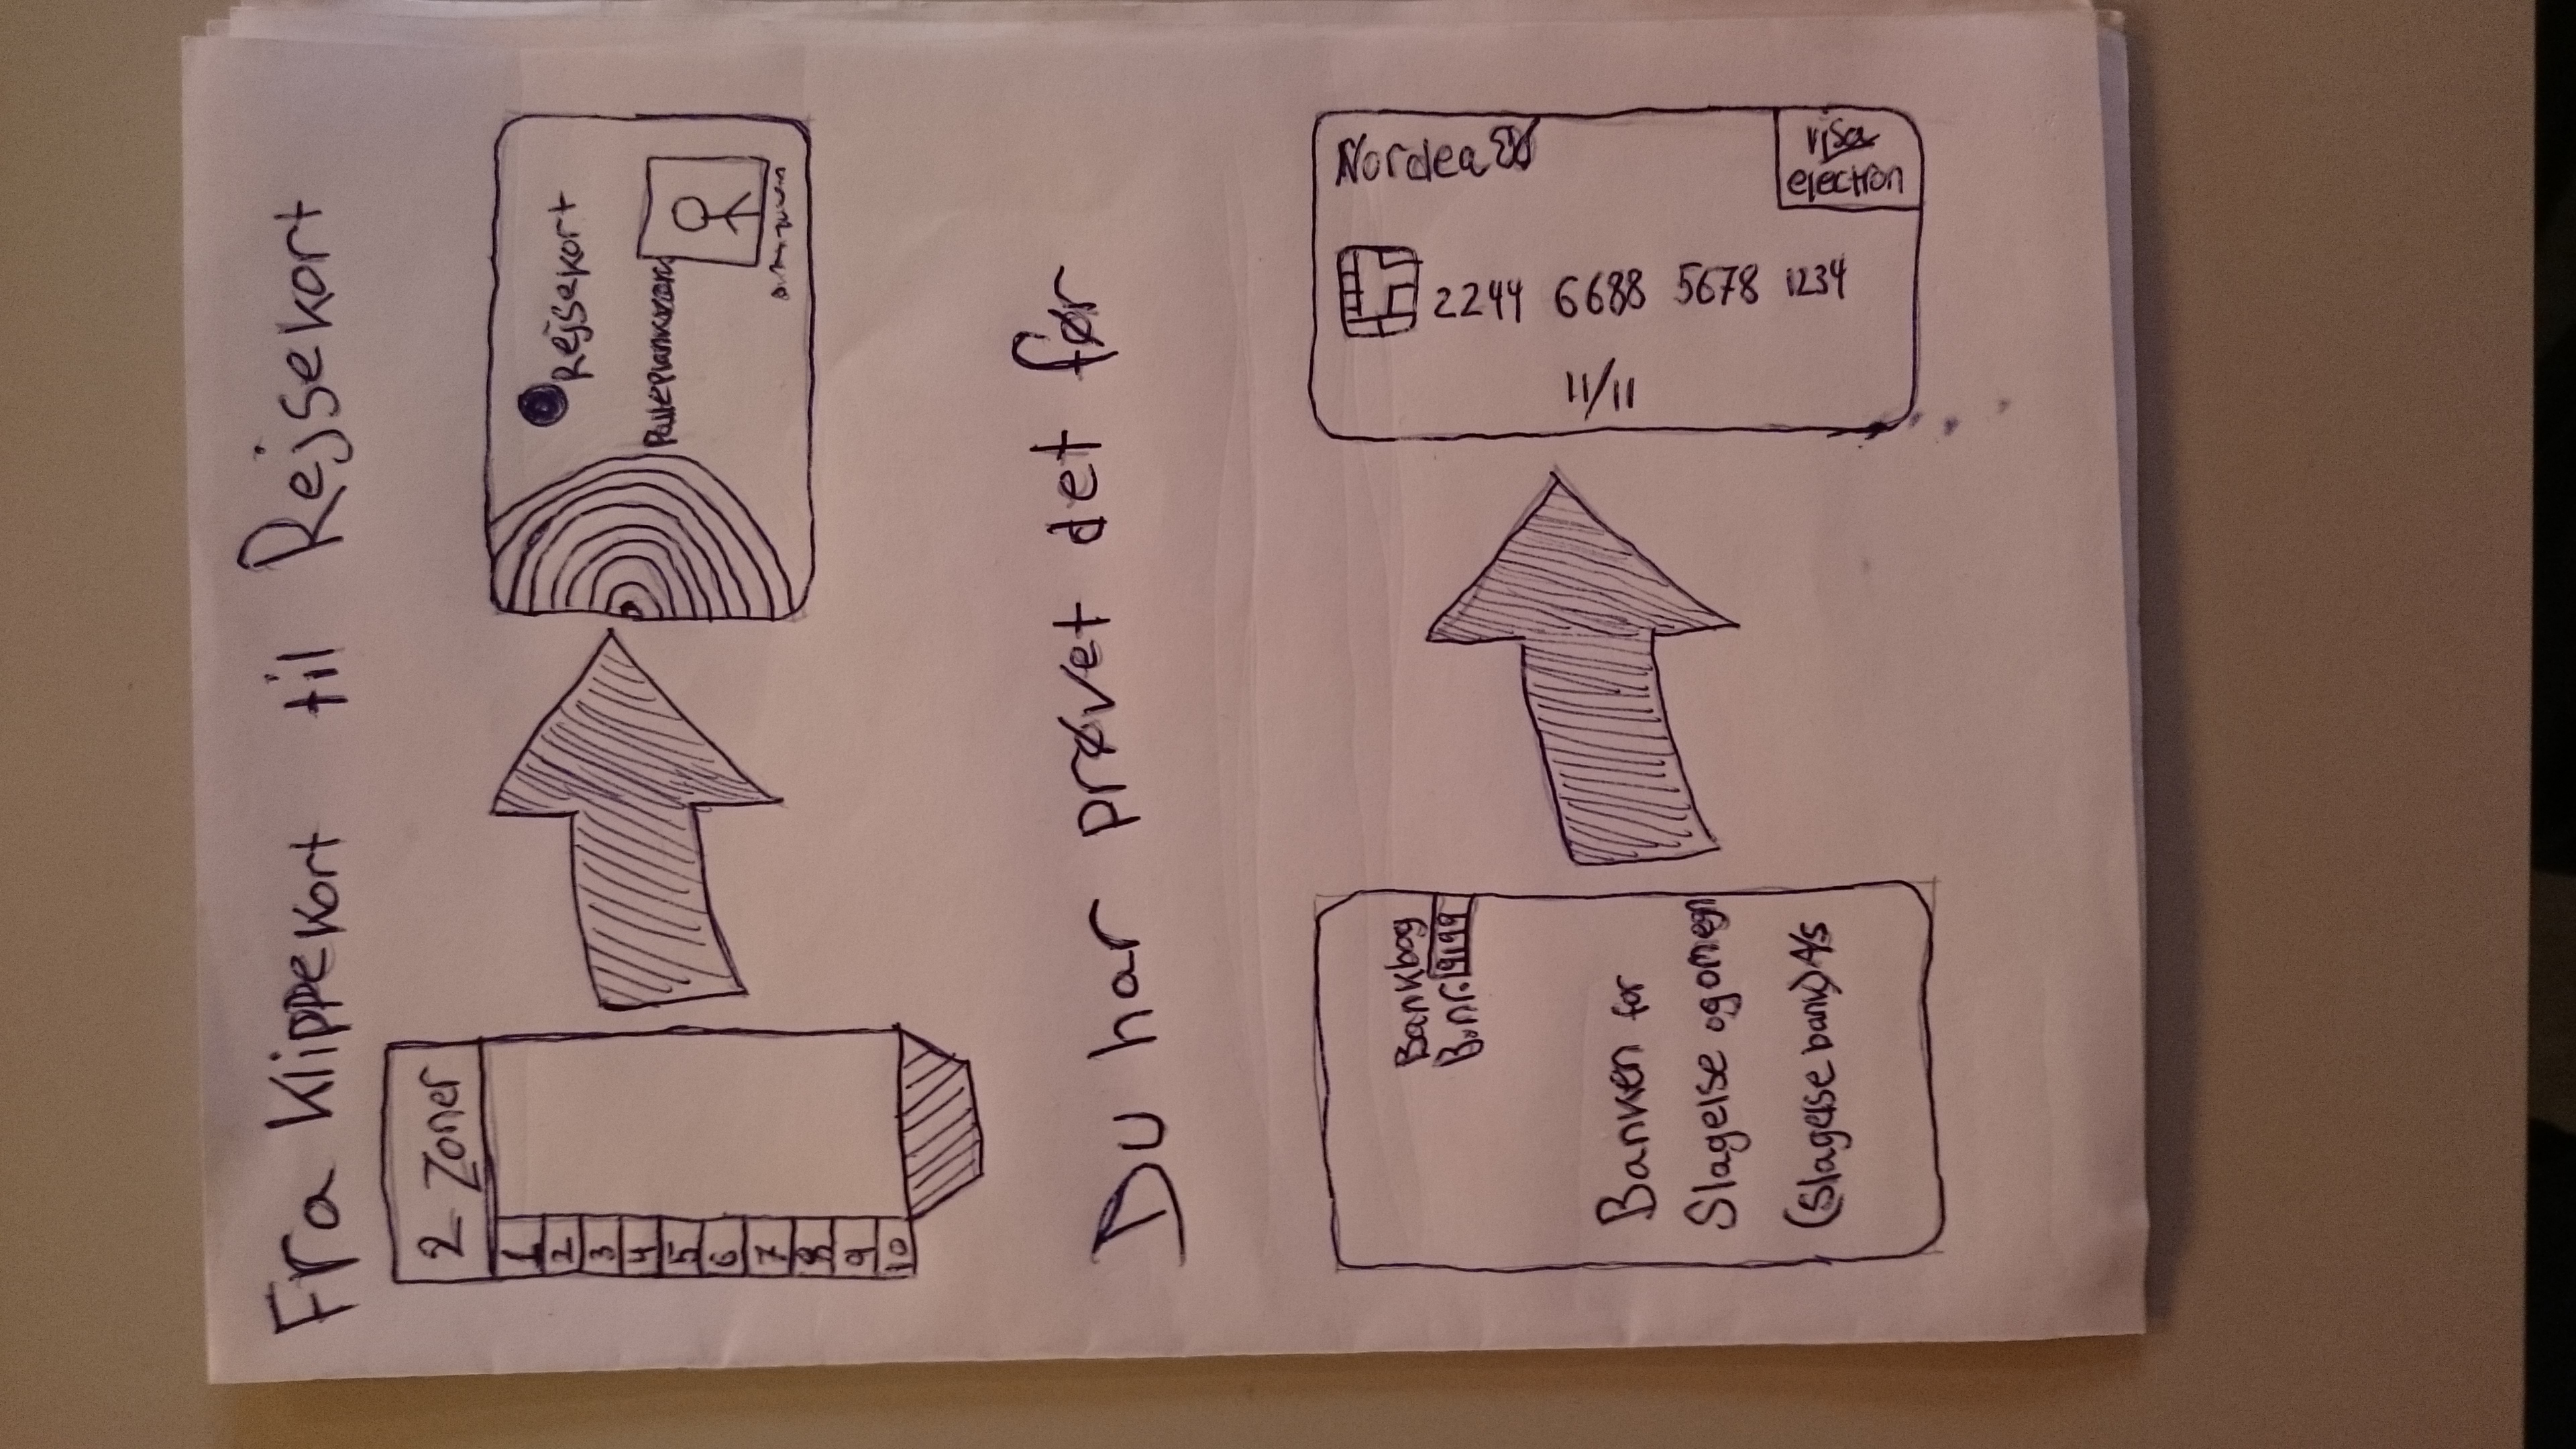 Fra Klippekort til Rejsekort
2 Zoner
1
2
3
4
5
6
7
8
9
10
Rejsekort
Du har prøvet det før
Bankbog
B.nr. 9199
Banken for
Slagelse og omegn
(Slagelse bank) A/S
Nordea
2244 6688 5678 1234
11/11
visa
electron